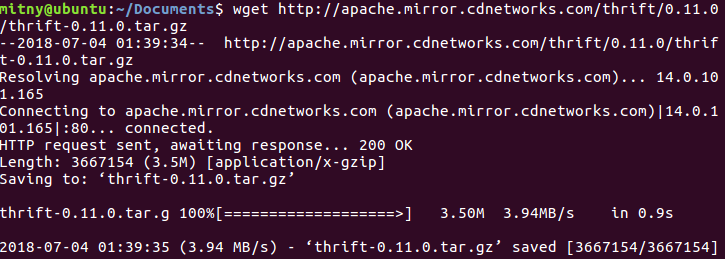 mitny@ubuntu:~/Documents$ wget http://apache.mirror.cdnetworks.com/thrift/0.11.0
/thrift-0.11.0.tar.gz
--2018-07-04 01:39:34--  http://apache.mirror.cdnetworks.com/thrift/0.11.0/thrif
t-0.11.0.tar.gz
Resolving apache.mirror.cdnetworks.com (apache.mirror.cdnetworks.com)... 14.0.10
1.165
Connecting to apache.mirror.cdnetworks.com (apache.mirror.cdnetworks.com)|14.0.1
01.165|:80... connected.
HTTP request sent, awaiting response... 200 OK
Length: 3667154 (3.5M) [application/x-gzip]
Saving to: ‘thrift-0.11.0.tar.gz’
thrift-0.11.0.tar.g 100%[===================>]   3.50M  3.94MB/s    in 0.9s
2018-07-04 01:39:35 (3.94 MB/s) - ‘thrift-0.11.0.tar.gz’ saved [3667154/3667154]